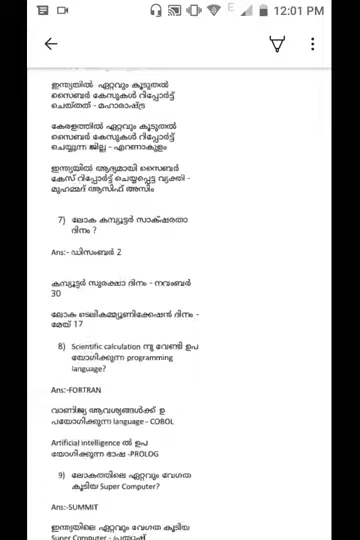 E
12:01 PM
ഇന്ത്യയിൽ ഏറ്റവും കൂടുതൽ
സൈബർ കേസുകൾ റിപ്പോർട്ട്
ചെയ്തത് - മഹാരാഷ്ട്ര
കേരളത്തിൽ ഏറ്റവും കൂടുതൽ
സൈബർ കേസുകൾ റിപ്പോർട്ട്
ചെയ്യുന്ന ജില്ല - എറണാകുളം
ഇന്ത്യയിൽ ആദ്യമായി സൈബർ
കേസ് റിപ്പോർട്ട് ചെയ്യപ്പെട്ട വ്യക്തി -
മുഹമ്മദ് ആസിഫ് അസിം
7) ലോക കമ്പ്യൂട്ടർ സാക്ഷരതാ
ദിനം ?
Ans:- ഡിസംബർ 2
കമ്പ്യൂട്ടർ സുരക്ഷാ ദിനം - നവംബർ
30
ലോക ടെലികമ്മ്യൂണിക്കേഷൻ ദിനം -
മേയ് 17
8) Scientific calculation നു വേണ്ടി ഉപ
യോഗിക്കുന്ന programming
language?
Ans:-FORTRAN
വാണിജ്യ ആവശ്യങ്ങൾക്ക് ഉ
പയോഗിക്കുന്ന language - COBOL
Artificial intelligence ൽ ഉപ
യോഗിക്കുന്ന ഭാഷ -PROLOG
9) ലോകത്തിലെ ഏറ്റവും വേഗത
കൂടിയ Super Computer?
Ans:-SUMMIT
ഇന്ത്യയിലെ ഏറ്റവും വേഗത കൂടിയ
Super Computer - പ്രത്യുഷ്